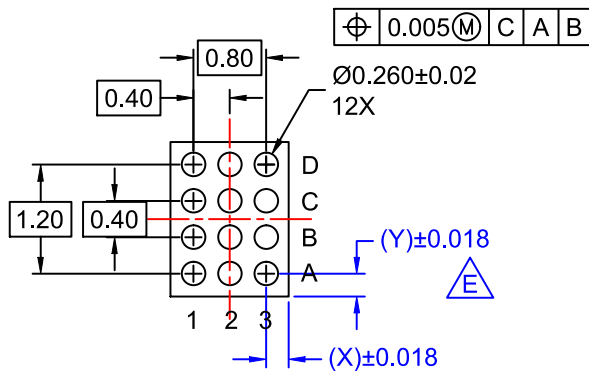 ⌖ 0.005Ⓜ C A B
0.80
Ø0.260±0.02
12X
0.40
D
C
B
A
1.20
0.40
(Y)±0.018
E
1 2 3
(X)±0.018